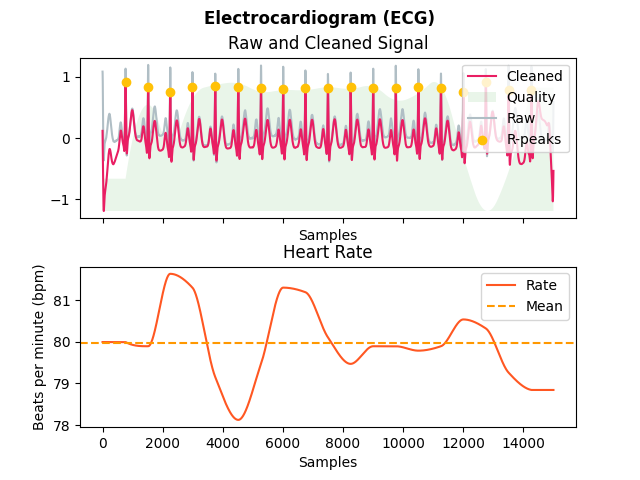 Electrocardiogram (ECG)
Raw and Cleaned Signal
1
0
−1
Cleaned
Quality
Raw
R-peaks
Samples
Heart Rate
Beats per minute (bpm)
81
80
79
78
Rate
Mean
0 2000 4000 6000 8000 10000 12000 14000
Samples